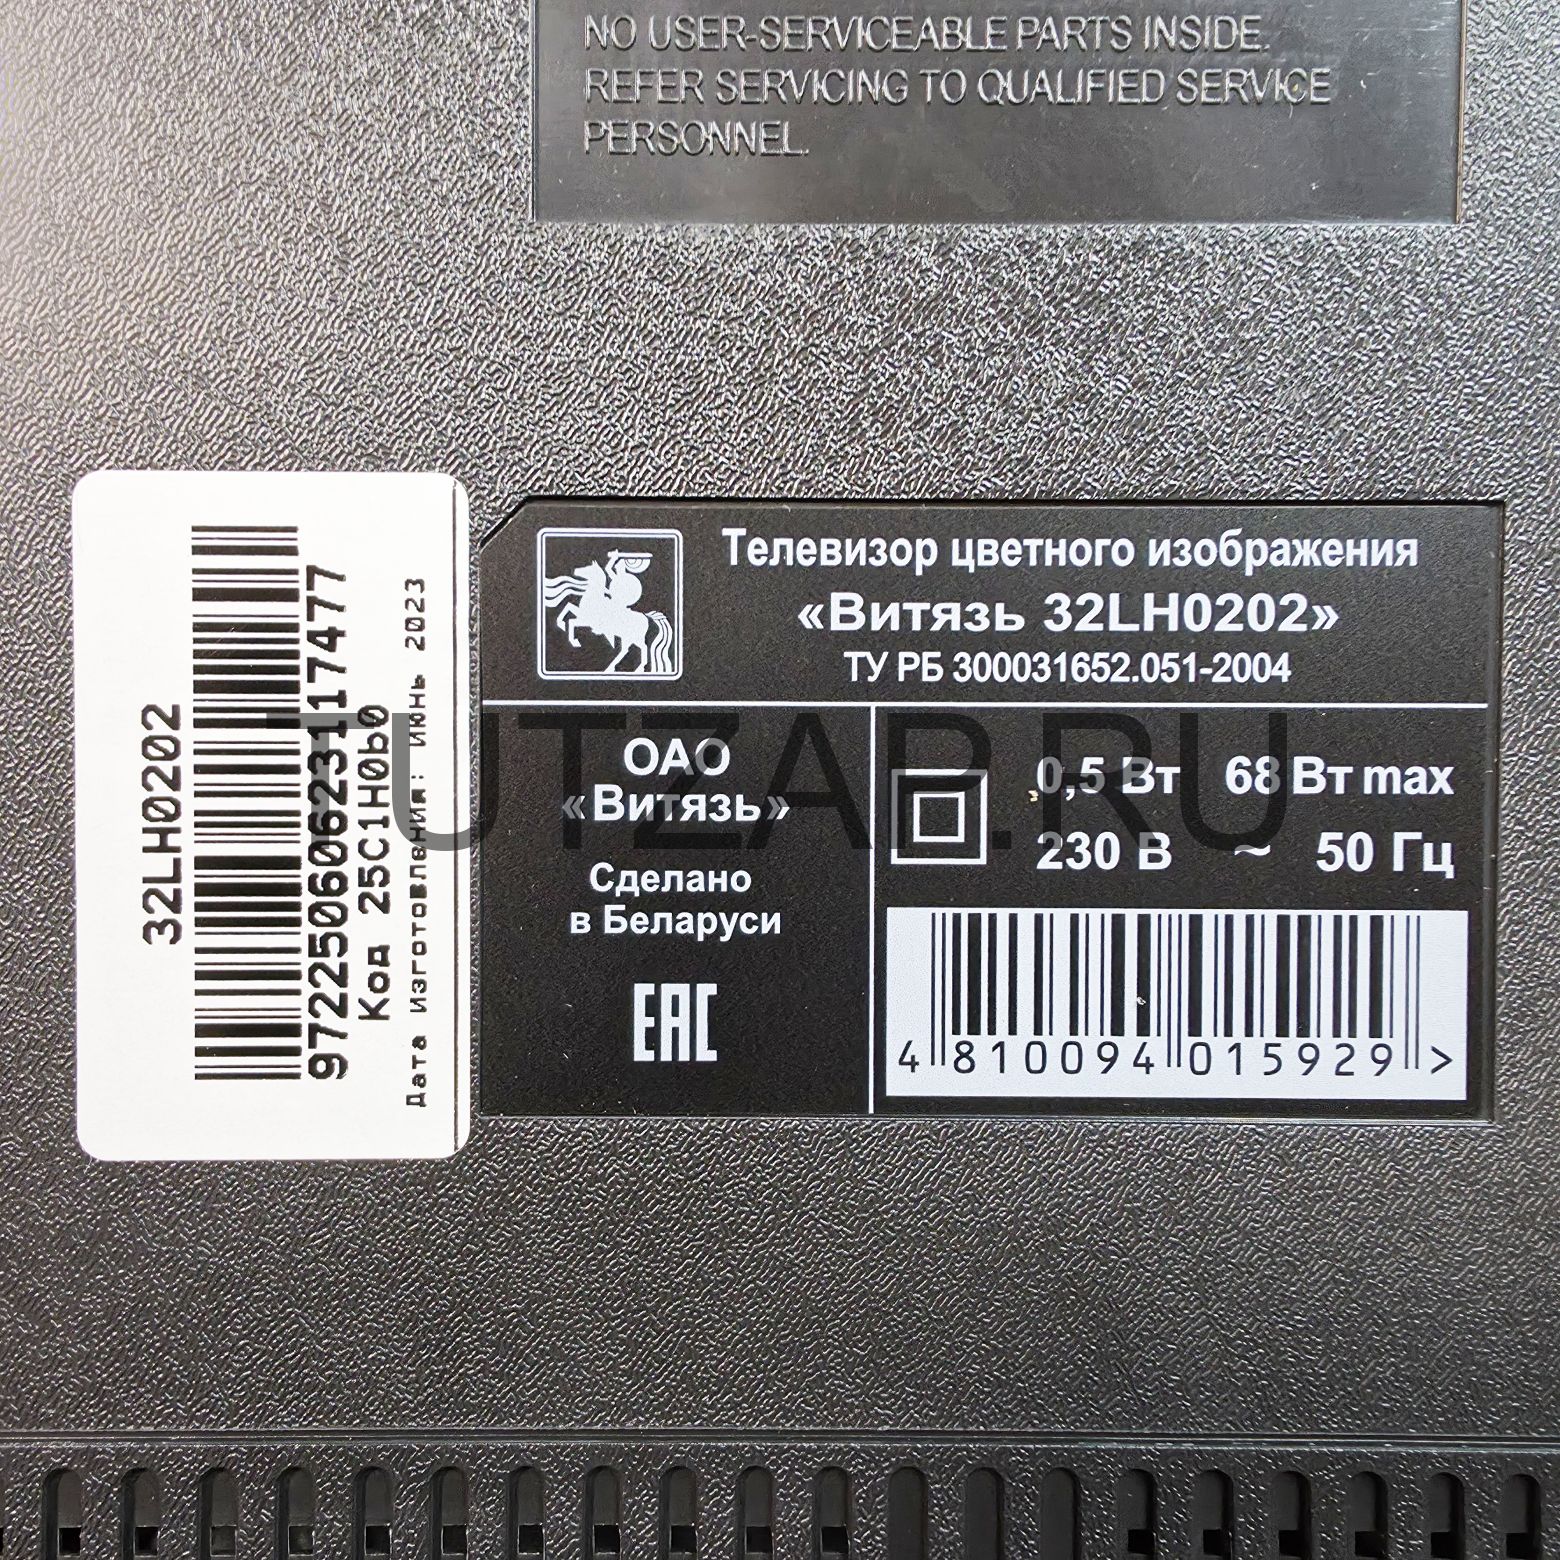 NO USER-SERVICEABLE PARTS INSIDE.
REFER SERVICING TO QUALIFIED SERVICE
PERSONNEL.
32LH0202
9722506062311​7477
Код 25C1H0b0
Дата Изготовления: Июнь 2023
Телевизор цветного изображения
«Витязь 32LH0202»
ТУ РБ 300031652.051-2004
ОАО
«Витязь»
Сделано
в Беларуси
EAC
0,5 Вт 68 Вт max
230 В ~ 50 Гц
4 810094 015929 >
TUTZAP.RU